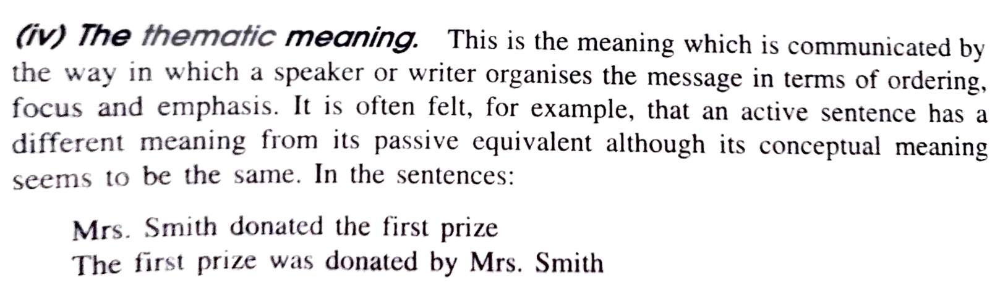 (iv) The thematic meaning. This is the meaning which is communicated by
the way in which a speaker or writer organises the message in terms of ordering,
focus and emphasis. It is often felt, for example, that an active sentence has a
different meaning from its passive equivalent although its conceptual meaning
seems to be the same. In the sentences:
Mrs. Smith donated the first prize
The first prize was donated by Mrs. Smith